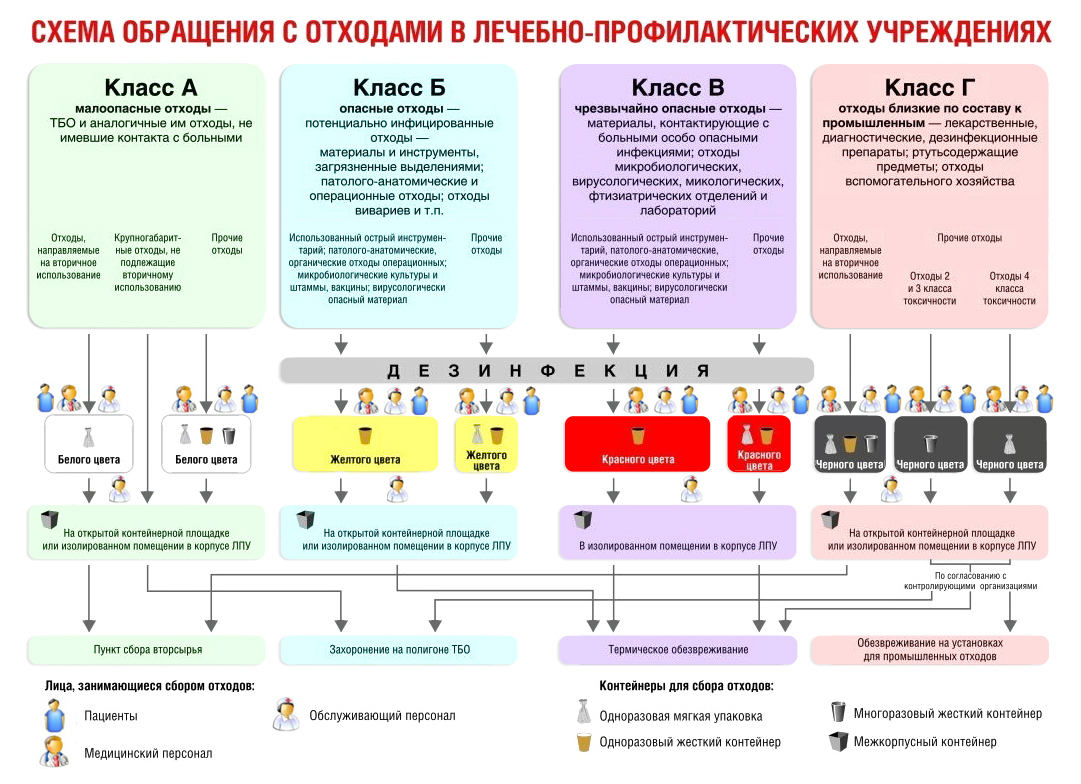 СХЕМА ОБРАЩЕНИЯ С ОТХОДАМИ В ЛЕЧЕБНО-ПРОФИЛАКТИЧЕСКИХ УЧРЕЖДЕНИЯХ
Класс А
малоопасные отходы —
ТБО и аналогичные им отходы, не
имевшие контакта с больными
Отходы,
направляемые
на вторичное
использование
Крупногабарит-
ные отходы, не
подлежащие
вторичному
использованию
Прочие
отходы
Класс Б
опасные отходы —
потенциально инфицированные
отходы —
материалы и инструменты,
загрязненные выделениями;
патолого-анатомические и
операционные отходы; отходы
вивариев и т.п.
Использованный острый инструмен-
тарий; патолого-анатомические,
органические отходы операционных;
микробиологические культуры и
штаммы, вакцины; вирусологически
опасный материал
Прочие
отходы
Класс В
чрезвычайно опасные отходы —
материалы, контактирующие с
больными особо опасными
инфекциями; отходы
микробиологических,
вирусологических, микологических,
фтизиатрических отделений и
лабораторий
Использованный острый инструмен-
тарий, патолого-анатомические,
органические отходы операционных;
микробиологические культуры и
штаммы, вакцины; вирусологически
опасный материал
Прочие
отходы
Класс Г
отходы близкие по составу к
промышленным — лекарственные,
диагностические, дезинфекционные
препараты; ртутьсодержащие
предметы; отходы
вспомогательного хозяйства
Отходы,
направляемые
на вторичное
использование
Прочие отходы
Отходы 2
и 3 класса
токсичности
Отходы 4
класса
токсичности
ДЕЗИНФЕКЦИЯ
Белого цвета
Белого цвета
Желтого цвета
Желтого
цвета
Красного цвета
Красного
цвета
Черного цвета
Черного цвета
Черного цвета
На открытой контейнерной площадке
или изолированном помещении в корпусе ЛПУ
На открытой контейнерной площадке
или изолированном помещении в корпусе ЛПУ
В изолированном помещении в корпусе ЛПУ
На открытой контейнерной площадке
или изолированном помещении в корпусе ЛПУ
По согласованию с
контролирующими организациями
Пункт сбора вторсырья
Захоронение на полигоне ТБО
Термическое обезвреживание
Обезвреживание на установках
для промышленных отходов
Лица, занимающиеся сбором отходов:
Пациенты
Обслуживающий персонал
Медицинский персонал
Контейнеры для сбора отходов:
Одноразовая мягкая упаковка
Многоразовый жесткий контейнер
Одноразовый жесткий контейнер
Межкорпусный контейнер